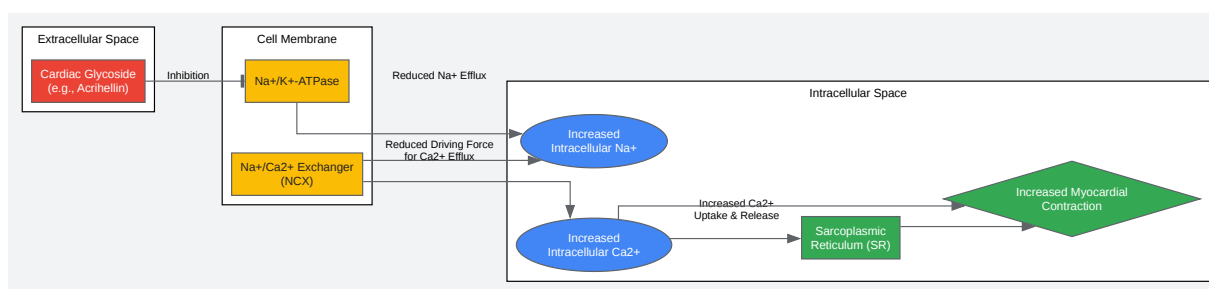 Extracellular Space
Cardiac Glycoside
(e.g., Acrihellin)
Inhibition
Cell Membrane
Na+/K+-ATPase
Na+/Ca2+ Exchanger
(NCX)
Reduced Na+ Efflux
Reduced Driving Force
for Ca2+ Efflux
Intracellular Space
Increased
Intracellular Na+
Increased
Intracellular Ca2+
Increased Ca2+
Uptake & Release
Sarcoplasmic
Reticulum (SR)
Increased Myocardial
Contraction